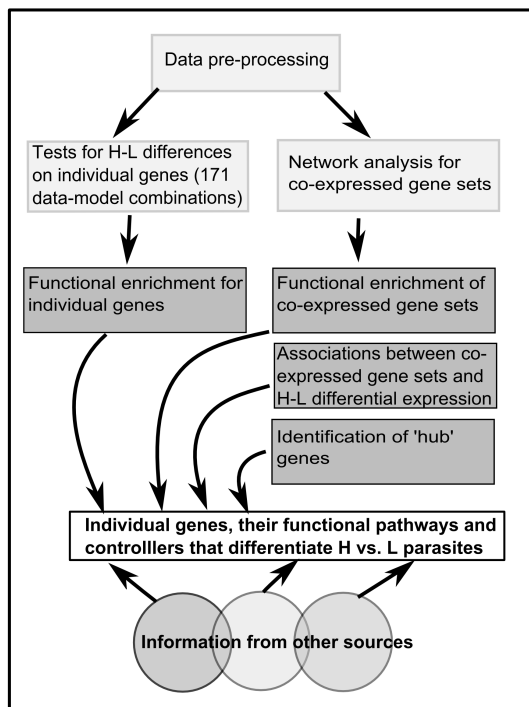 Data pre-processing
Tests for H-L differences
on individual genes (171
data-model combinations)
Network analysis for
co-expressed gene sets
Functional enrichment for
individual genes
Functional enrichment of
co-expressed gene sets
Associations between co-
expressed gene sets and
H-L differential expression
Identification of 'hub'
genes
Individual genes, their functional pathways and
controlllers that differentiate H vs. L parasites
Information from other sources